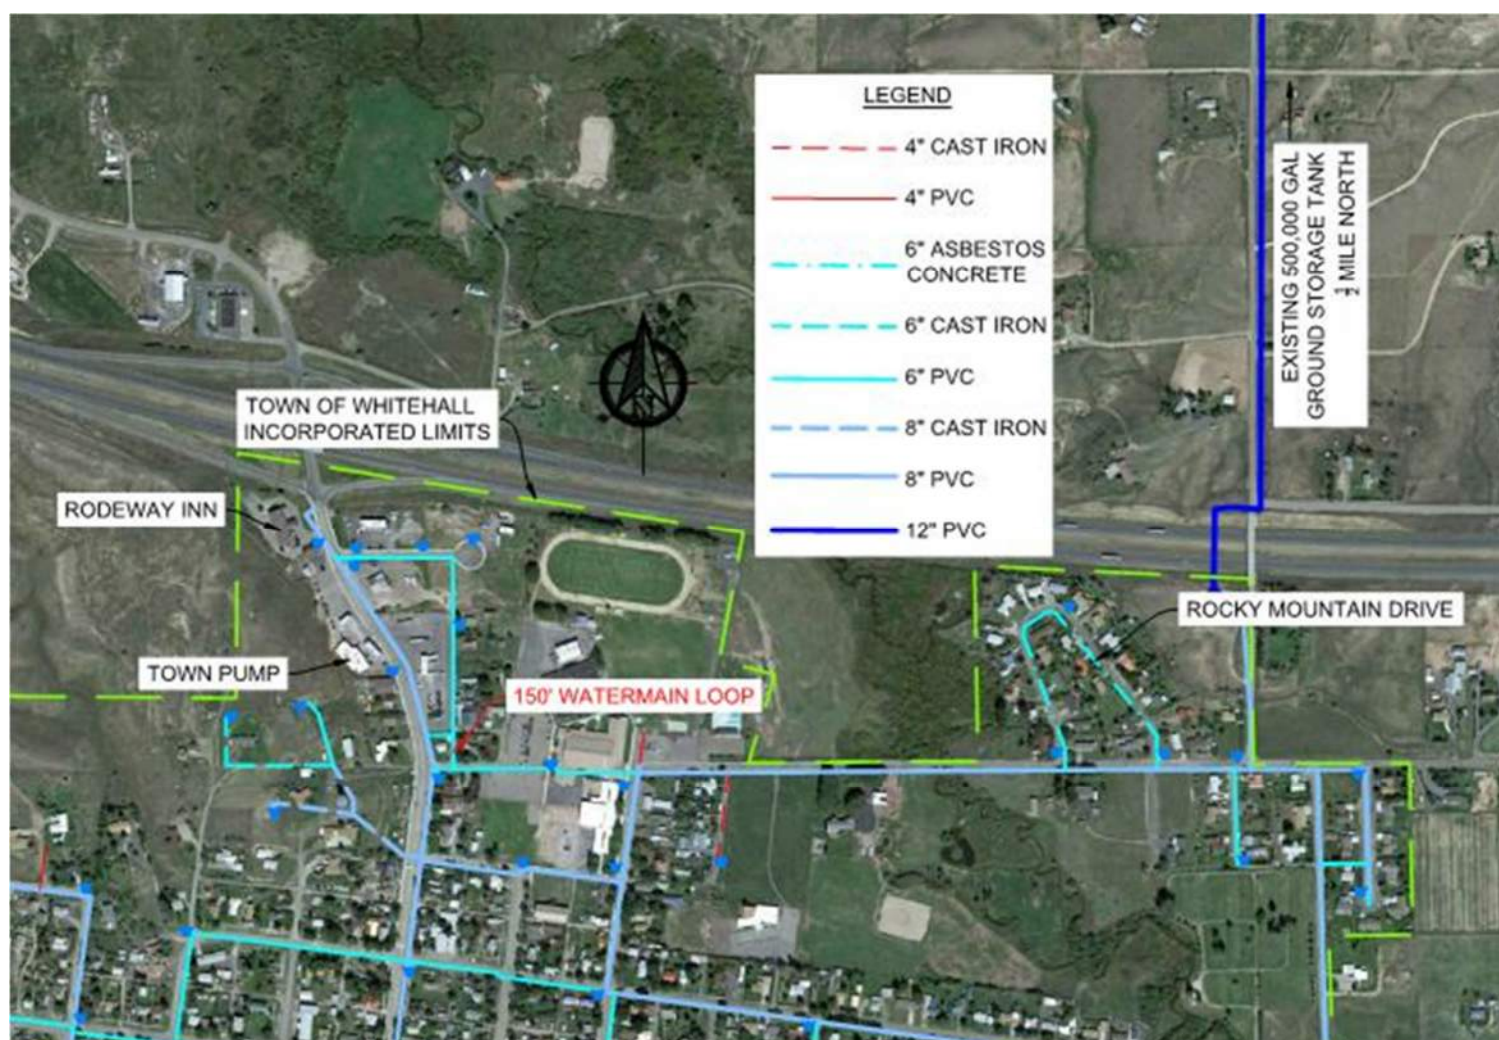 LEGEND
4" CAST IRON
4" PVC
6" ASBESTOS
CONCRETE
6" CAST IRON
6" PVC
8" CAST IRON
8" PVC
12" PVC
EXISTING 500,000 GAL
GROUND STORAGE TANK
1/2 MILE NORTH
TOWN OF WHITEHALL
INCORPORATED LIMITS
RODEWAY INN
ROCKY MOUNTAIN DRIVE
TOWN PUMP
150' WATERMAIN LOOP